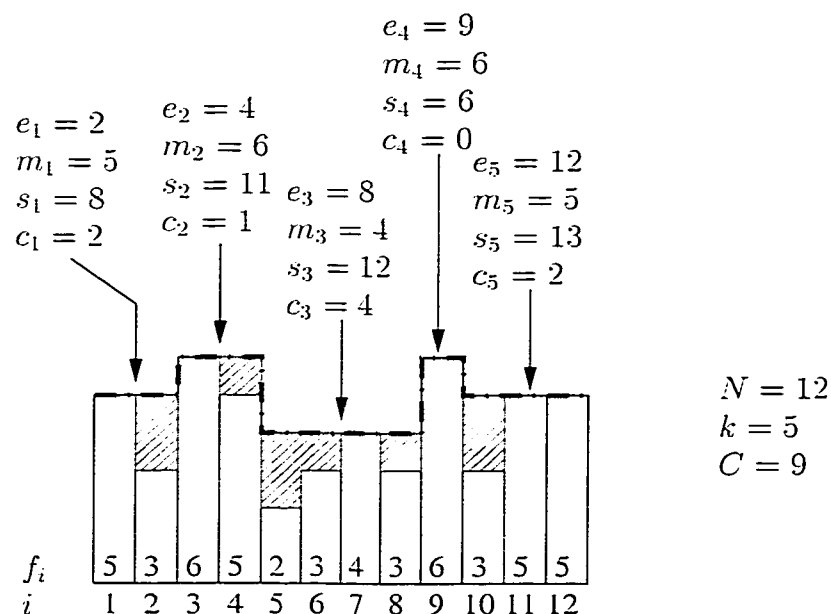 e₁ = 2
m₁ = 5
s₁ = 8
c₁ = 2
e₂ = 4
m₂ = 6
s₂ = 11
c₂ = 1
e₃ = 8
m₃ = 4
s₃ = 12
c₃ = 4
e₄ = 9
m₄ = 6
s₄ = 6
c₄ = 0
e₅ = 12
m₅ = 5
s₅ = 13
c₅ = 2
N = 12
k = 5
C = 9
fᵢ 5 3 6 5 2 3 4 3 6 3 5 5
i 1 2 3 4 5 6 7 8 9 10 11 12